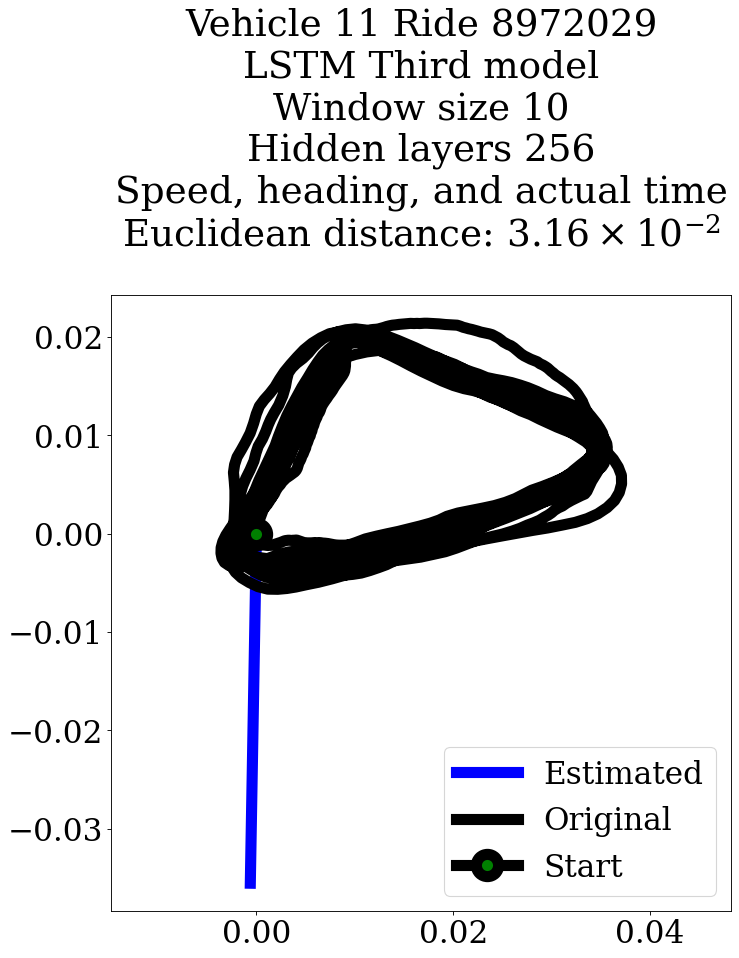 Vehicle 11 Ride 8972029
LSTM Third model
Window size 10
Hidden layers 256
Speed, heading, and actual time
Euclidean distance: 3.16 × 10⁻²
0.02
0.01
0.00
−0.01
−0.02
−0.03
Estimated
Original
Start
0.00 0.02 0.04